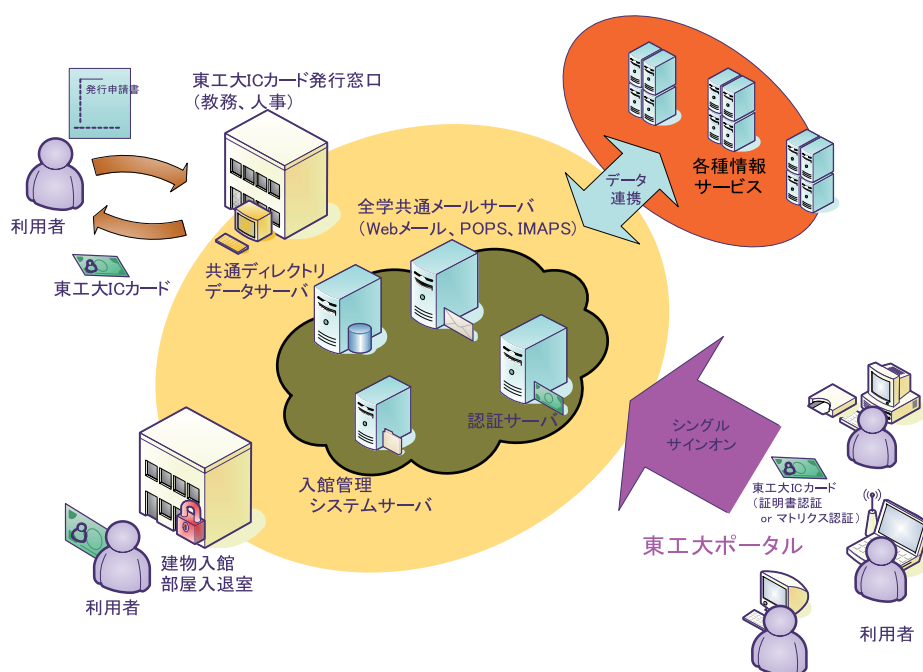 発行申請書
東工大ICカード発行窓口
（教務、人事）
利用者
東工大ICカード
各種情報
サービス
データ
連携
全学共通メールサーバ
（Webメール、POPS、IMAPS）
共通ディレクトリ
データサーバ
認証サーバ
シングル
サインオン
入館管理
システムサーバ
東工大ICカード
（証明書認証
or マトリクス認証）
東工大ポータル
建物入館
部屋入退室
利用者
利用者